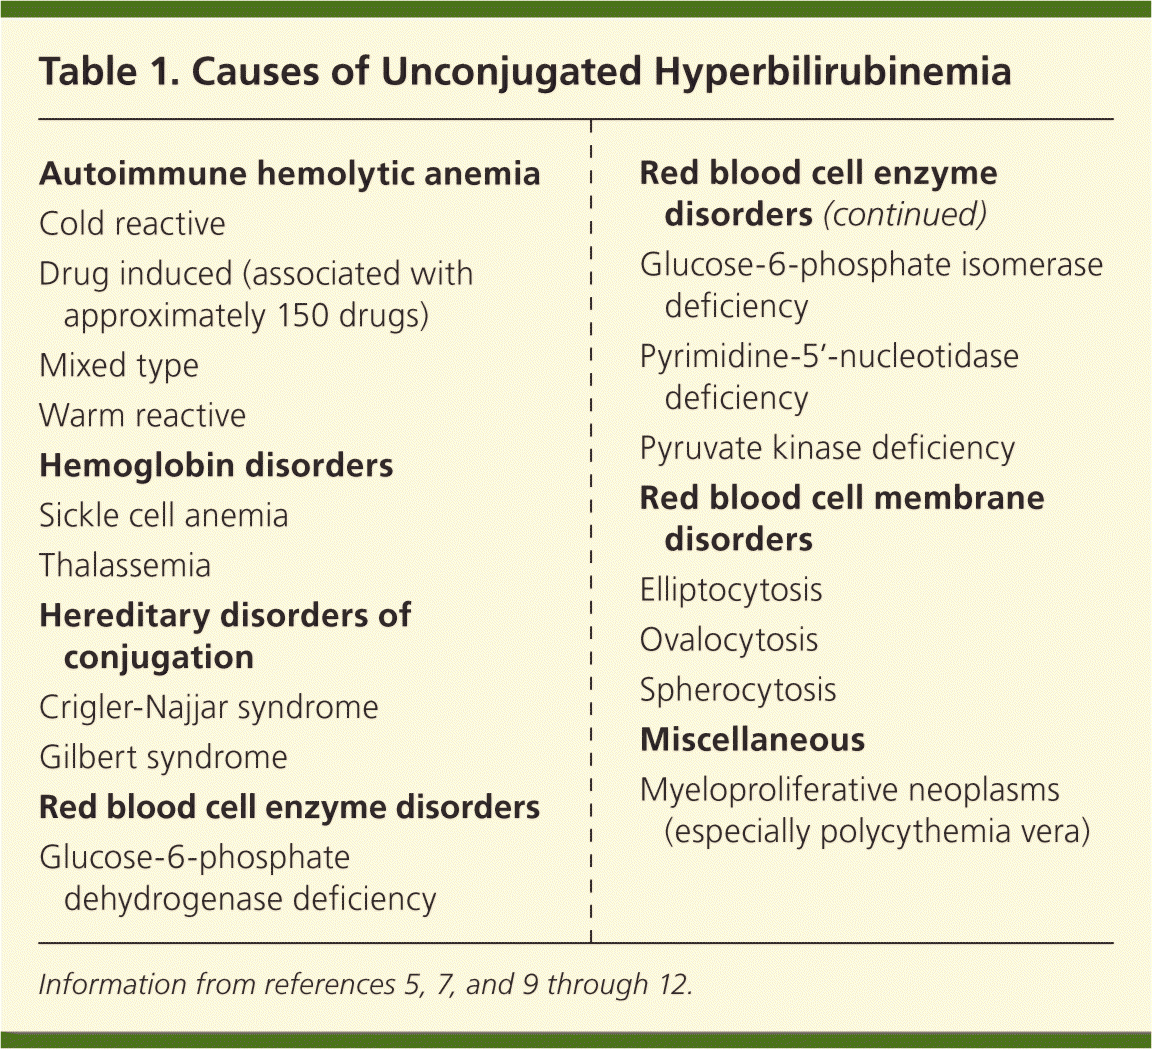 Table 1. Causes of Unconjugated Hyperbilirubinemia
Autoimmune hemolytic anemia
Cold reactive
Drug induced (associated with
approximately 150 drugs)
Mixed type
Warm reactive
Hemoglobin disorders
Sickle cell anemia
Thalassemia
Hereditary disorders of
conjugation
Crigler-Najjar syndrome
Gilbert syndrome
Red blood cell enzyme disorders
Glucose-6-phosphate
dehydrogenase deficiency
Red blood cell enzyme
disorders (continued)
Glucose-6-phosphate isomerase
deficiency
Pyrimidine-5′-nucleotidase
deficiency
Pyruvate kinase deficiency
Red blood cell membrane
disorders
Elliptocytosis
Ovalocytosis
Spherocytosis
Miscellaneous
Myeloproliferative neoplasms
(especially polycythemia vera)
Information from references 5, 7, and 9 through 12.